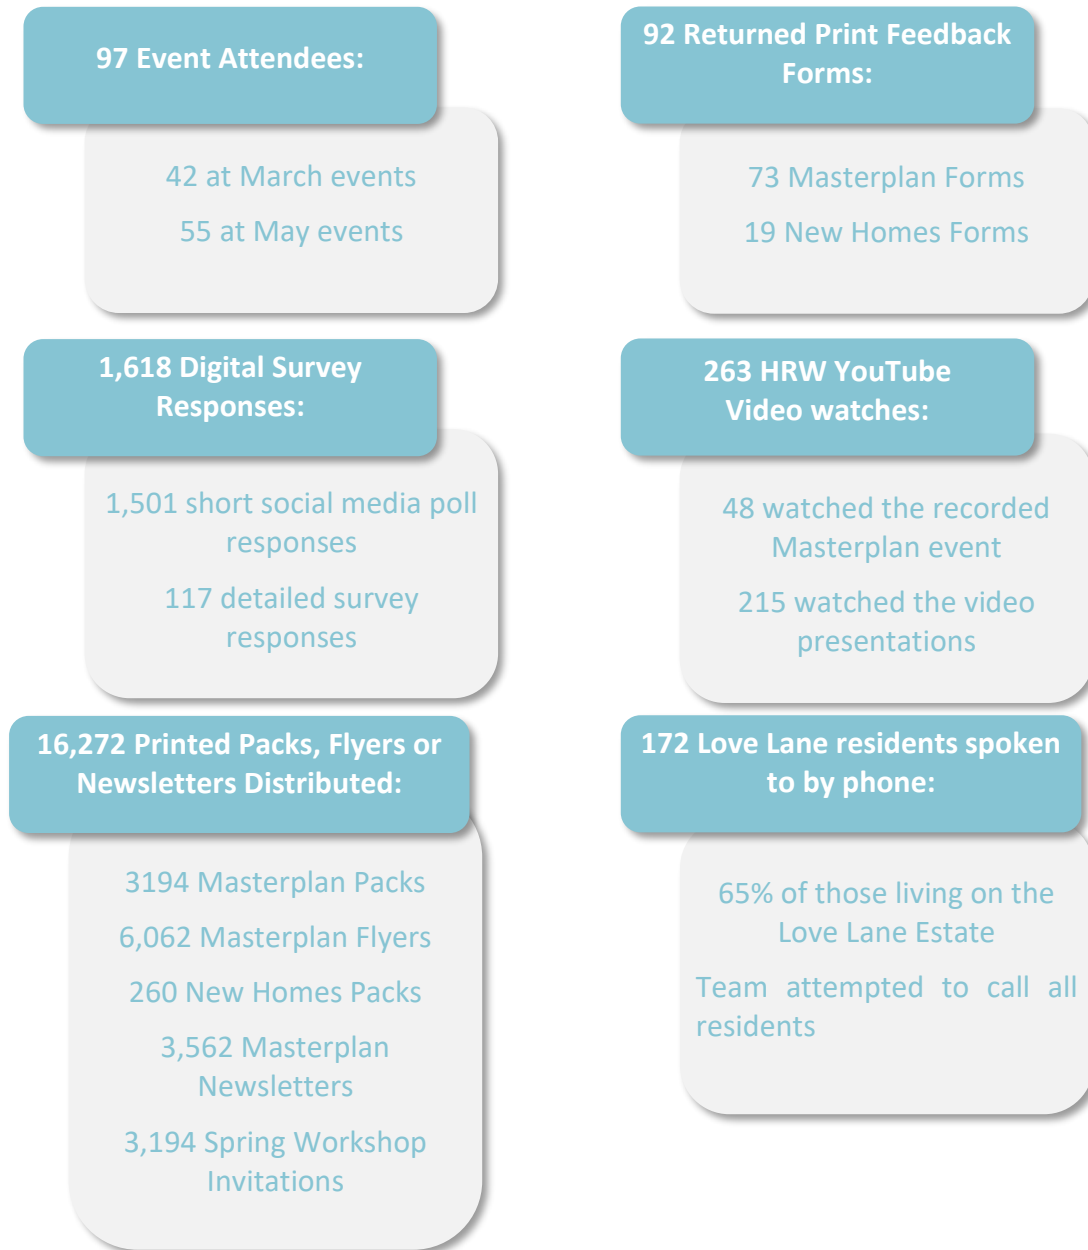 97 Event Attendees:
42 at March events
55 at May events
92 Returned Print Feedback
Forms:
73 Masterplan Forms
19 New Homes Forms
1,618 Digital Survey
Responses:
1,501 short social media poll
responses
117 detailed survey
responses
263 HRW YouTube
Video watches:
48 watched the recorded
Masterplan event
215 watched the video
presentations
16,272 Printed Packs, Flyers or
Newsletters Distributed:
3194 Masterplan Packs
6,062 Masterplan Flyers
260 New Homes Packs
3,562 Masterplan
Newsletters
3,194 Spring Workshop
Invitations
172 Love Lane residents spoken
to by phone:
65% of those living on the
Love Lane Estate
Team attempted to call all
residents